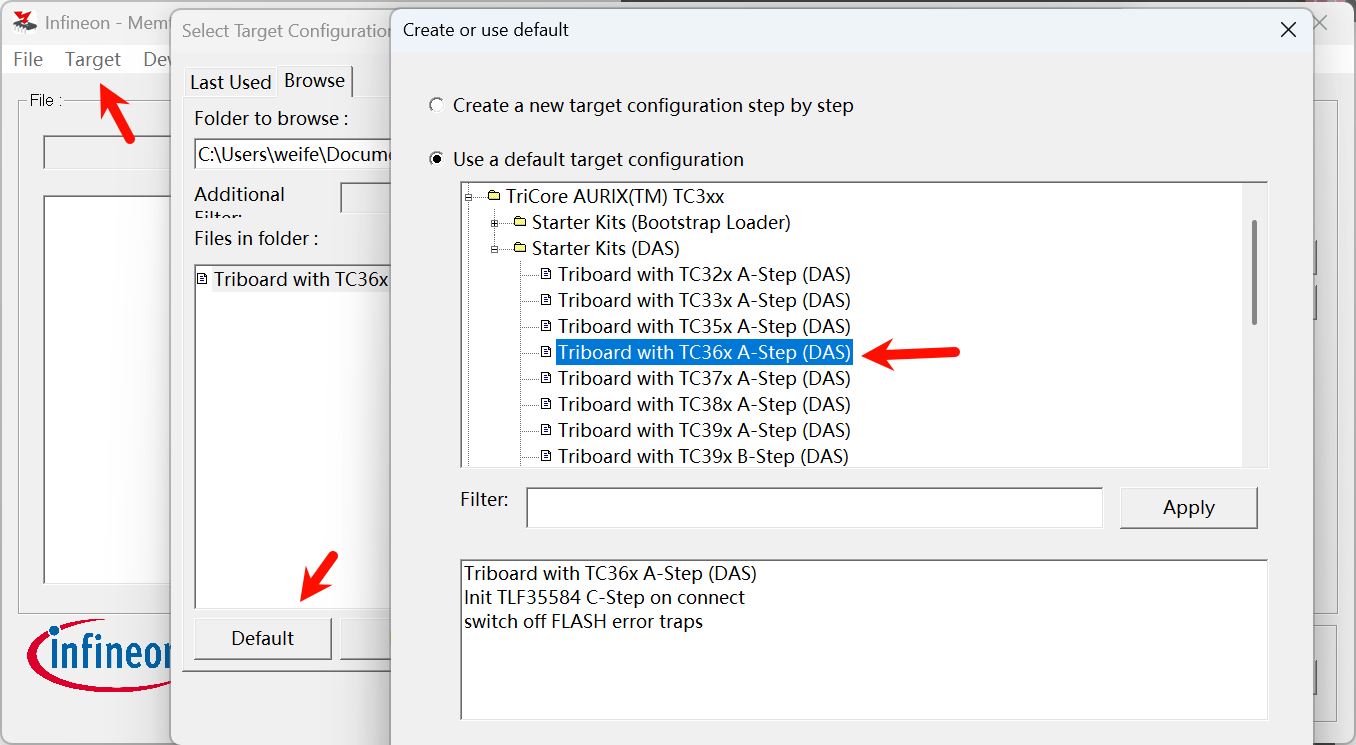 Infineon - Mem
Select Target Configuration
Create or use default
File Target De
Last Used Browse
File :
Folder to browse :
C:\Users\weife\Docum
Additional
Filter:
Files in folder :
Triboard with TC36x
Default
Create a new target configuration step by step
Use a default target configuration
TriCore AURIX(TM) TC3xx
Starter Kits (Bootstrap Loader)
Starter Kits (DAS)
Triboard with TC32x A-Step (DAS)
Triboard with TC33x A-Step (DAS)
Triboard with TC35x A-Step (DAS)
Triboard with TC36x A-Step (DAS)
Triboard with TC37x A-Step (DAS)
Triboard with TC38x A-Step (DAS)
Triboard with TC39x A-Step (DAS)
Triboard with TC39x B-Step (DAS)
Filter:
Apply
Triboard with TC36x A-Step (DAS)
Init TLF35584 C-Step on connect
switch off FLASH error traps
infineon